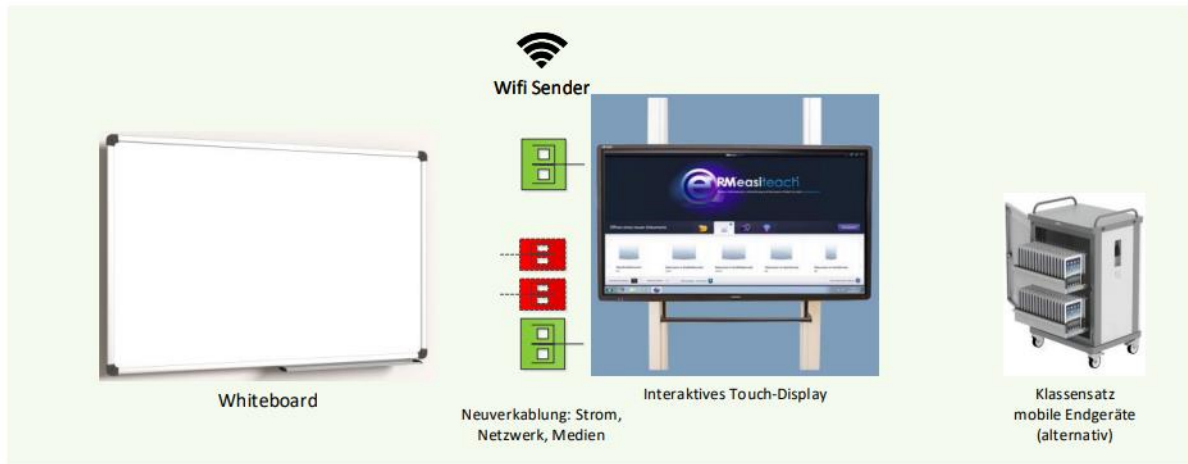 Wifi Sender
RMeasiteach
Whiteboard
Neuverkablung: Strom,
Netzwerk, Medien
Interaktives Touch-Display
Klassensatz
mobile Endgeräte
(alternativ)